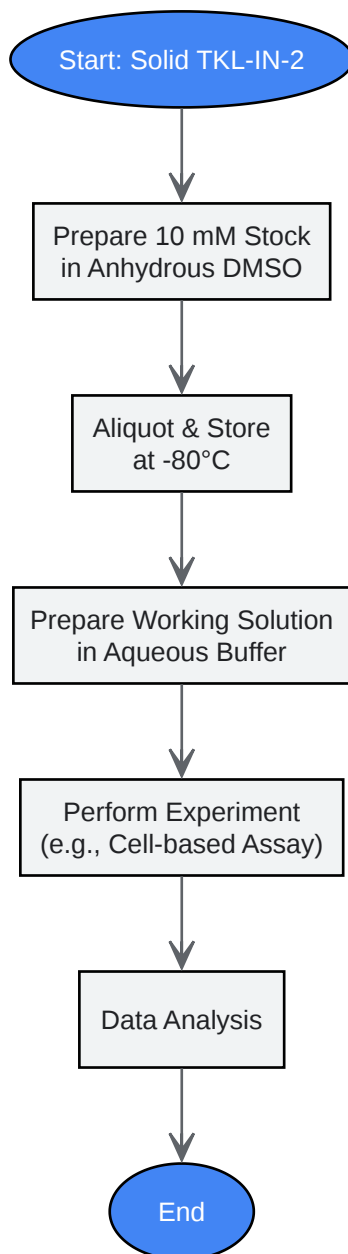 Start: Solid TKL-IN-2
Prepare 10 mM Stock
in Anhydrous DMSO
Aliquot & Store
at -80°C
Prepare Working Solution
in Aqueous Buffer
Perform Experiment
(e.g., Cell-based Assay)
Data Analysis
End